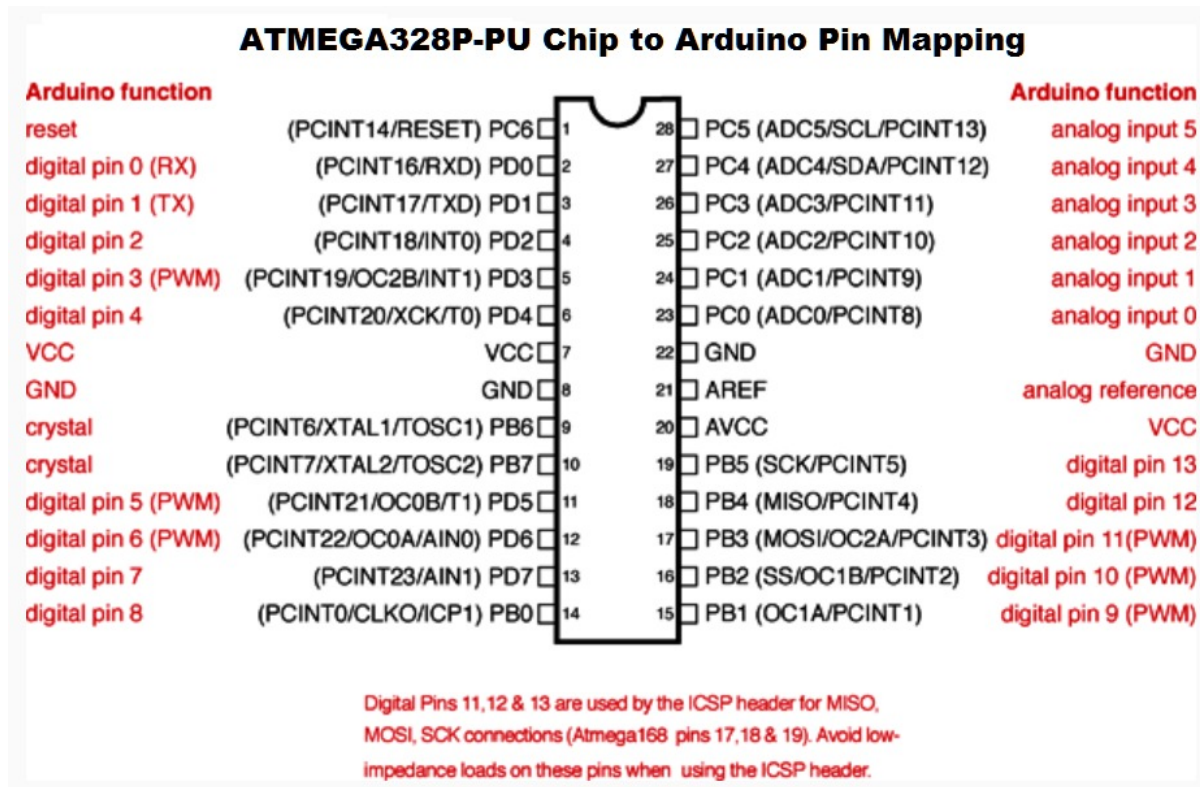 ATMEGA328P-PU Chip to Arduino Pin Mapping
Arduino function Arduino function
reset (PCINT14/RESET) PC6 1 28 PC5 (ADC5/SCL/PCINT13) analog input 5
digital pin 0 (RX) (PCINT16/RXD) PD0 2 27 PC4 (ADC4/SDA/PCINT12) analog input 4
digital pin 1 (TX) (PCINT17/TXD) PD1 3 26 PC3 (ADC3/PCINT11) analog input 3
digital pin 2 (PCINT18/INT0) PD2 4 25 PC2 (ADC2/PCINT10) analog input 2
digital pin 3 (PWM) (PCINT19/OC2B/INT1) PD3 5 24 PC1 (ADC1/PCINT9) analog input 1
digital pin 4 (PCINT20/XCK/T0) PD4 6 23 PC0 (ADC0/PCINT8) analog input 0
VCC VCC 7 22 GND GND
GND GND 8 21 AREF analog reference
crystal (PCINT6/XTAL1/TOSC1) PB6 9 20 AVCC VCC
crystal (PCINT7/XTAL2/TOSC2) PB7 10 19 PB5 (SCK/PCINT5) digital pin 13
digital pin 5 (PWM) (PCINT21/OC0B/T1) PD5 11 18 PB4 (MISO/PCINT4) digital pin 12
digital pin 6 (PWM) (PCINT22/OC0A/AIN0) PD6 12 17 PB3 (MOSI/OC2A/PCINT3) digital pin 11(PWM)
digital pin 7 (PCINT23/AIN1) PD7 13 16 PB2 (SS/OC1B/PCINT2) digital pin 10 (PWM)
digital pin 8 (PCINT0/CLKO/ICP1) PB0 14 15 PB1 (OC1A/PCINT1) digital pin 9 (PWM)
Digital Pins 11,12 & 13 are used by the ICSP header for MISO,
MOSI, SCK connections (Atmega168 pins 17,18 & 19). Avoid low-
impedance loads on these pins when using the ICSP header.